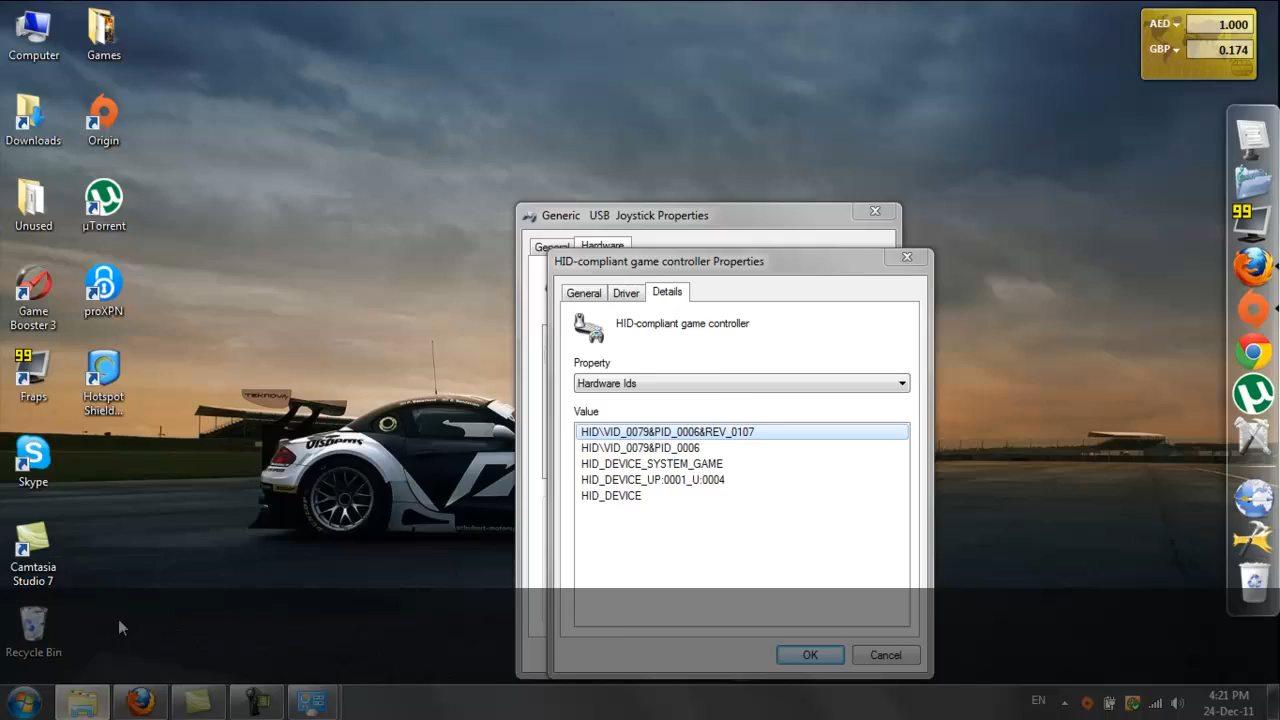 Computer
Games
Downloads
Origin
Unused
µTorrent
Game
Booster 3
proXPN
99
Fraps
Hotspot
Shield...
Skype
Camtasia
Studio 7
Recycle Bin
AED 1.000
GBP 0.174
99
TEKNOVA
Generic USB Joystick Properties
General Hardware
HID-compliant game controller Properties
General Driver Details
HID-compliant game controller
Property
Hardware Ids
Value
HID\VID_0079&PID_0006&REV_0107
HID\VID_0079&PID_0006
HID_DEVICE_SYSTEM_GAME
HID_DEVICE_UP:0001_U:0004
HID_DEVICE
OK Cancel
EN
4:21 PM
24-Dec-11